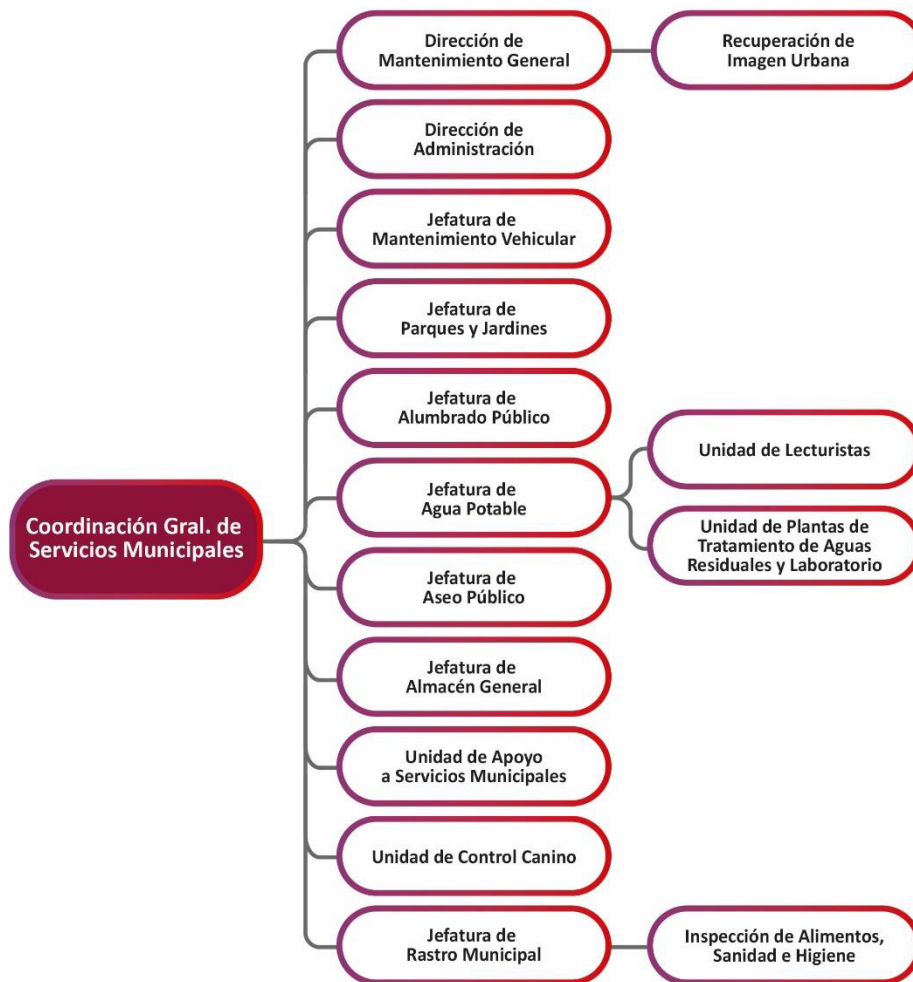 Dirección de
Mantenimiento General
Recuperación de
Imagen Urbana
Dirección de
Administración
Jefatura de
Mantenimiento Vehicular
Jefatura de
Parques y Jardines
Jefatura de
Alumbrado Público
Coordinación Gral. de
Servicios Municipales
Jefatura de
Agua Potable
Unidad de Lecturistas
Unidad de Plantas de
Tratamiento de Aguas
Residuales y Laboratorio
Jefatura de
Aseo Público
Jefatura de
Almacén General
Unidad de Apoyo
a Servicios Municipales
Unidad de Control Canino
Jefatura de
Rastro Municipal
Inspección de Alimentos,
Sanidad e Higiene